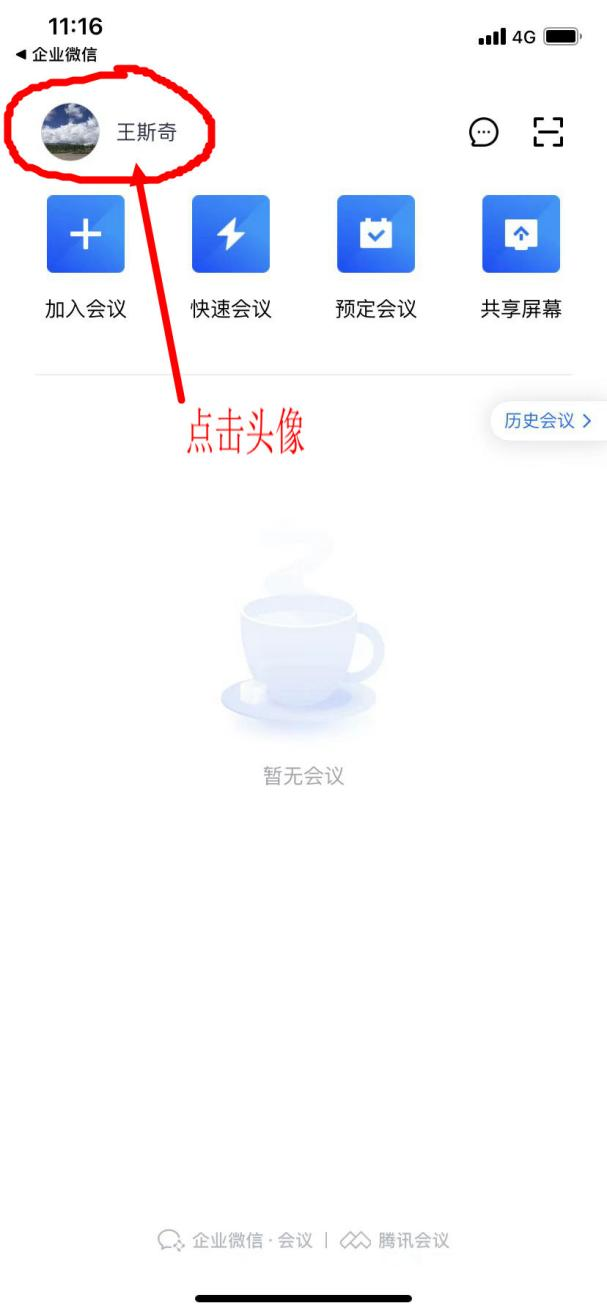 11:16
4G
◀ 企业微信
王斯奇
加入会议
快速会议
预定会议
共享屏幕
点击头像
历史会议 >
暂无会议
企业微信·会议 | 腾讯会议